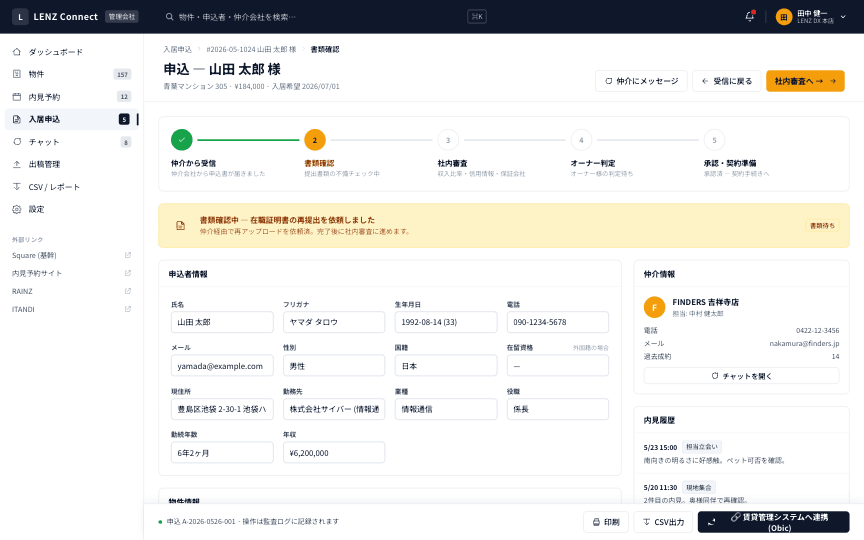 L LENZ Connect 管理会社
物件・申込者・仲介会社を検索…
⌘K
田
田中 健一
LENZ DX 本店
ダッシュボード
物件 157
内見予約 12
入居申込 5
チャット 8
出稿管理
CSV / レポート
設定
外部リンク
Square (基幹)
内見予約サイト
RAINZ
ITANDI
入居申込 › #2026-05-1024 山田 太郎 様 › 書類確認
申込 — 山田 太郎 様
青葉マンション 305・¥184,000・入居希望 2026/07/01
仲介にメッセージ
← 受信に戻る
社内審査へ → →
2
3
4
5
仲介から受信
仲介会社から申込書が届きました
書類確認
提出書類の不備チェック中
社内審査
収入比率・信用情報・保証会社
オーナー判定
オーナー様の判定待ち
承認・契約準備
承認済 — 契約手続きへ
書類確認中 — 在職証明書の再提出を依頼しました
仲介経由で再アップロードを依頼済。完了後に社内審査に進めます。
書類待ち
申込者情報
氏名
山田 太郎
フリガナ
ヤマダ タロウ
生年月日
1992-08-14 (33)
電話
090-1234-5678
メール
yamada@example.com
性別
男性
国籍
日本
在留資格 外国籍の場合
—
現住所
豊島区池袋 2-30-1 池袋ハ
勤務先
株式会社サイバー (情報通
業種
情報通信
役職
係長
勤続年数
6年2ヶ月
年収
¥6,200,000
物件情報
仲介情報
F
FINDERS 吉祥寺店
担当: 中村 健太郎
電話 0422-12-3456
メール nakamura@finders.jp
過去成約 14
チャットを開く
内見履歴
5/23 15:00 担当立会い
南向きの明るさに好感触。ペット可否を確認。
5/20 11:30 現地集合
2件目の内見。奥様同伴で再確認。
申込 A-2026-0526-001・操作は監査ログに記録されます
印刷
CSV出力
🔗 賃貸管理システムへ連携
(Obic)